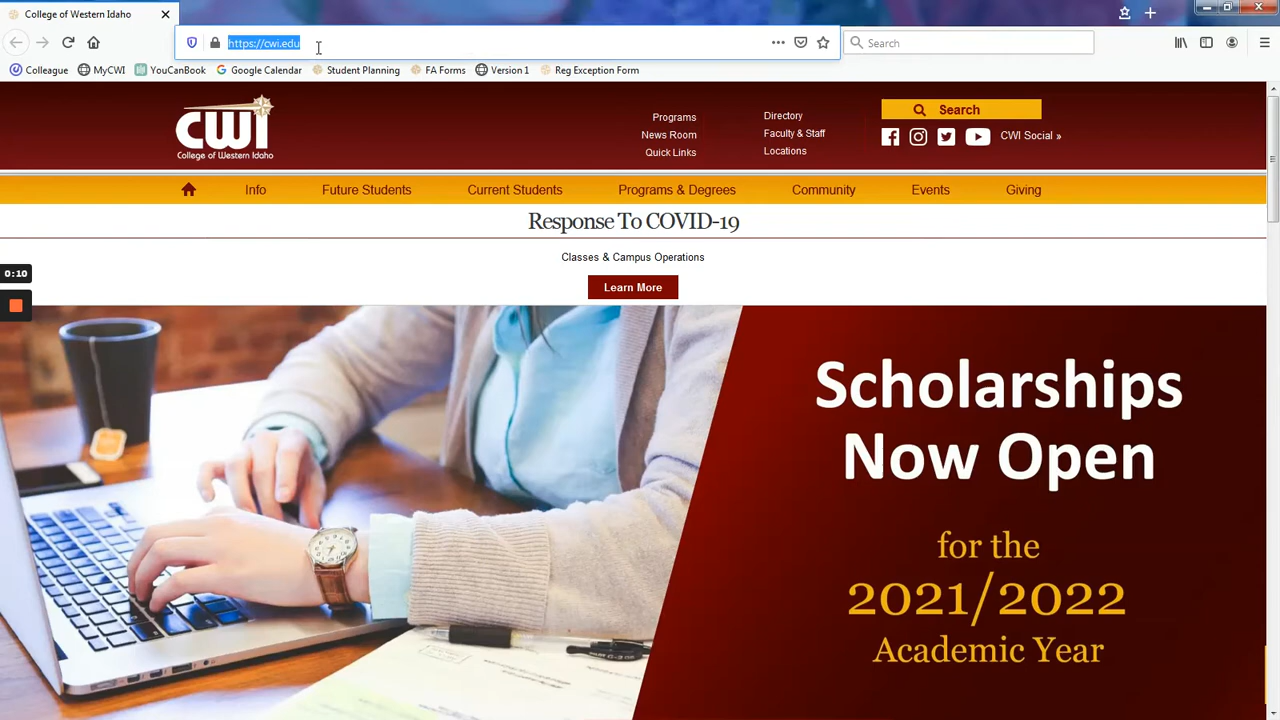 College of Western Idaho
https://cwi.edu
Search
Colleague
MyCWI
YouCanBook
Google Calendar
Student Planning
FA Forms
Version 1
Reg Exception Form
cwi
College of Western Idaho
Programs
News Room
Quick Links
Directory
Faculty & Staff
Locations
Search
CWI Social »
Info
Future Students
Current Students
Programs & Degrees
Community
Events
Giving
Response To COVID-19
Classes & Campus Operations
Learn More
0:10
Scholarships
Now Open
for the
2021/2022
Academic Year